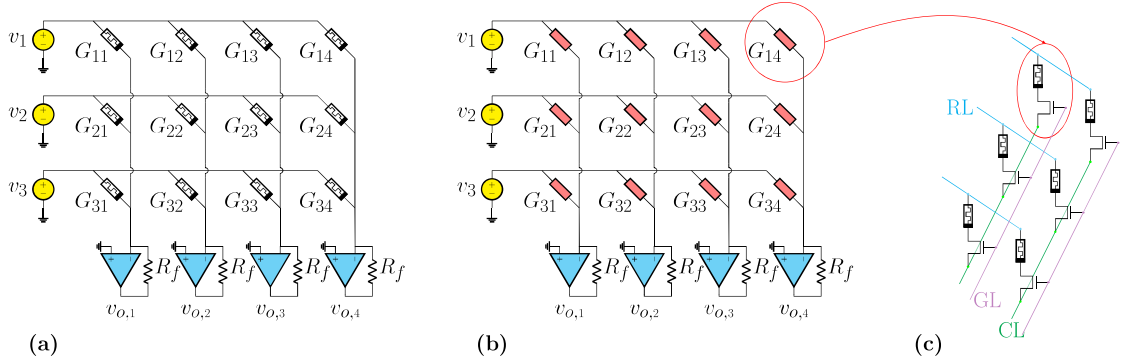 v1 G11 G12 G13 G14
v2 G21 G22 G23 G24
v3 G31 G32 G33 G34
Rf Rf Rf Rf
vo,1 vo,2 vo,3 vo,4
(a)
v1 G11 G12 G13 G14
v2 G21 G22 G23 G24
v3 G31 G32 G33 G34
Rf Rf Rf Rf
vo,1 vo,2 vo,3 vo,4
(b)
RL
GL
CL
(c)